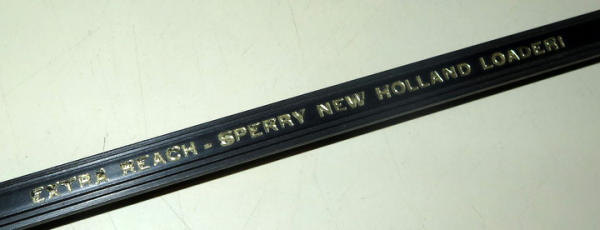 EXTRA REACH - SPERRY NEW HOLLAND LOADER!